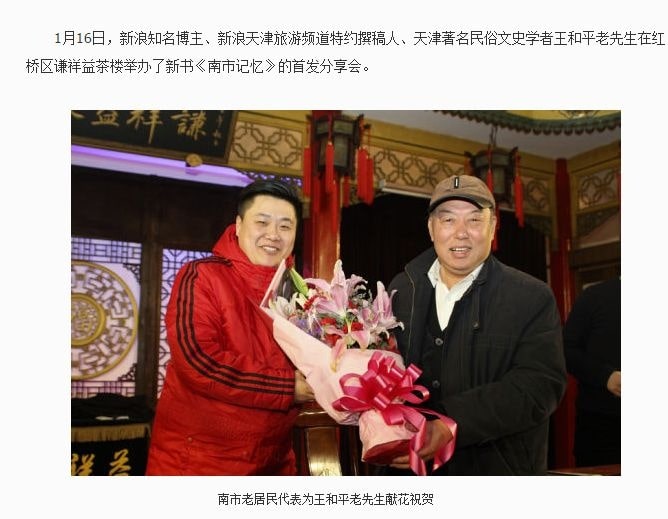 1月16日，新浪知名博主、新浪天津旅游频道特约撰稿人、天津著名民俗文史学者王和平老先生在红
桥区谦祥益茶楼举办了新书《南市记忆》的首发分享会。
益祥謙
祥益
南市老居民代表为王和平老先生献花祝贺